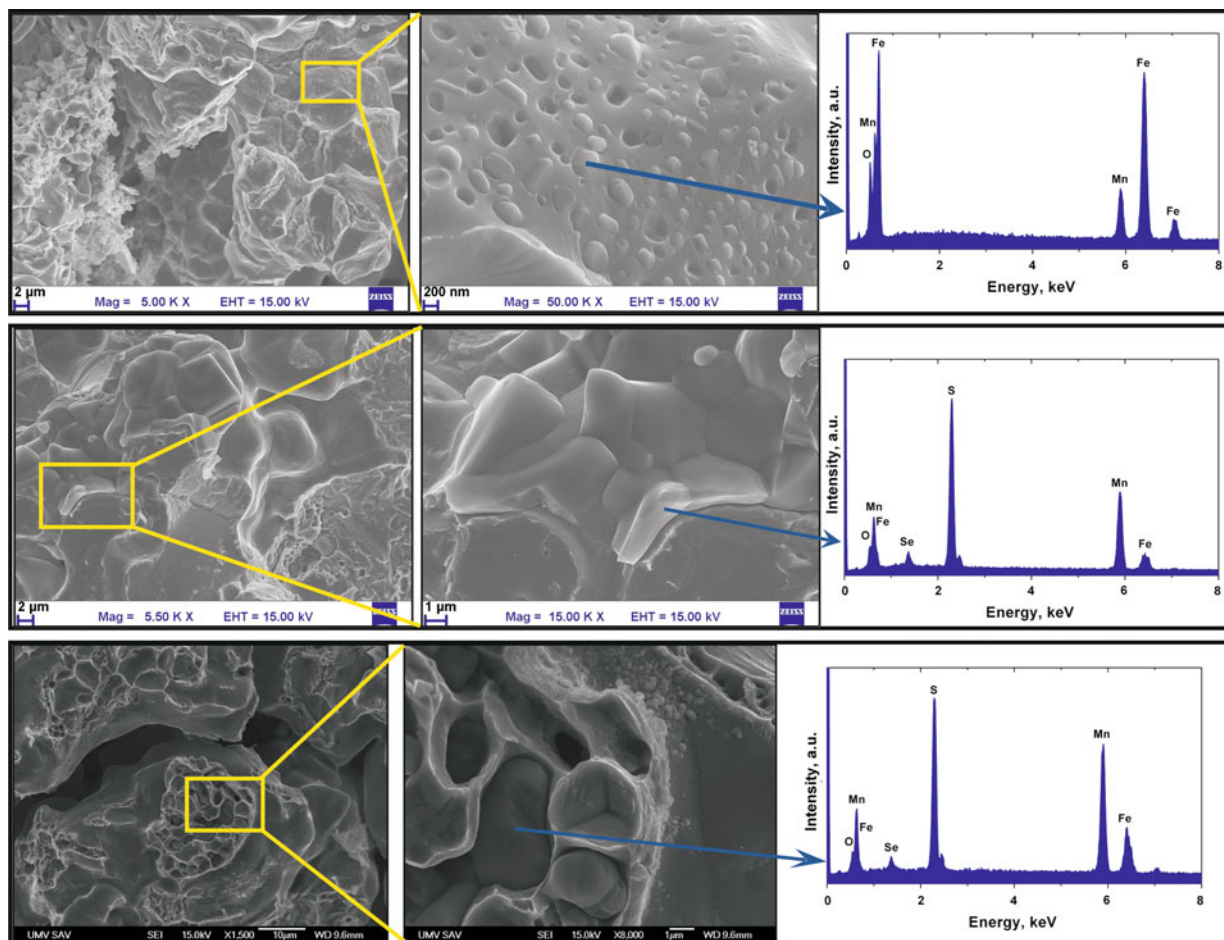 2 µm
Mag = 5.00 K X EHT = 15.00 kV
ZEISS
200 nm
Mag = 50.00 K X EHT = 15.00 kV
ZEISS
Intensity, a.u.
Fe
Mn
O
Mn
Fe
Fe
0 2 4 6 8
Energy, keV
2 µm
Mag = 5.50 K X EHT = 15.00 kV
ZEISS
1 µm
Mag = 15.00 K X EHT = 15.00 kV
ZEISS
Intensity, a.u.
S
Mn
Mn
Fe
O
Se
Fe
0 2 4 6 8
Energy, keV
UMV SAV SEI 15.0kV X1,500 10µm WD 9.6mm
UMV SAV SEI 15.0kV X8,000 1µm WD 9.6mm
Intensity, a.u.
S
Mn
Mn
Fe
Fe
O
Se
0 2 4 6 8
Energy, keV